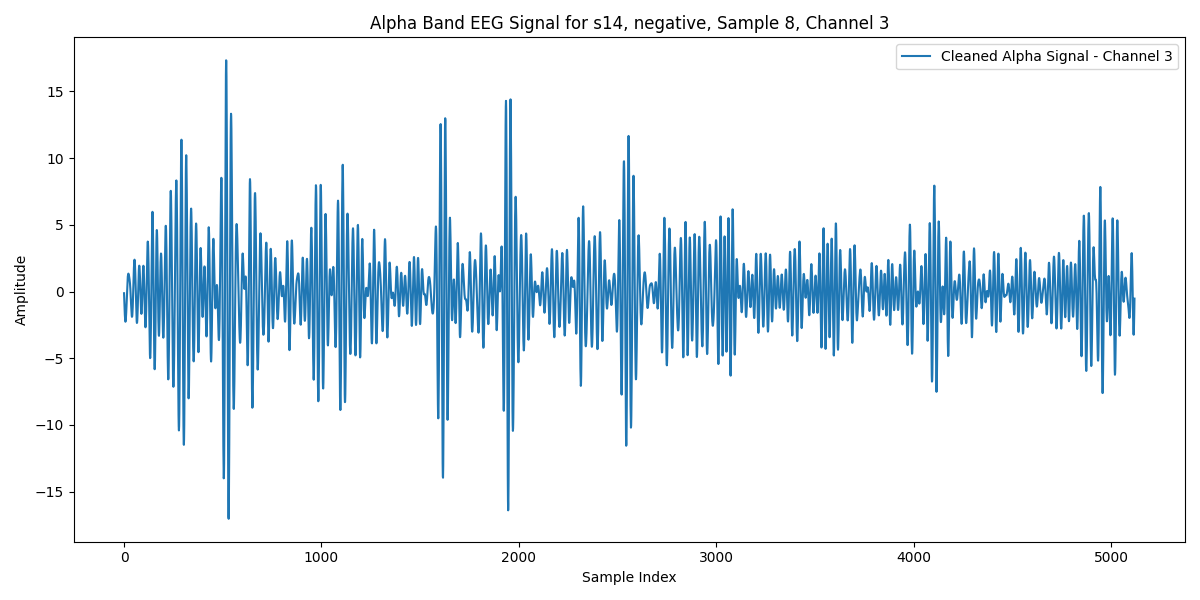 Alpha Band EEG Signal for s14, negative, Sample 8, Channel 3
Cleaned Alpha Signal - Channel 3
15
10
5
0
−5
−10
−15
Amplitude
0 1000 2000 3000 4000 5000
Sample Index